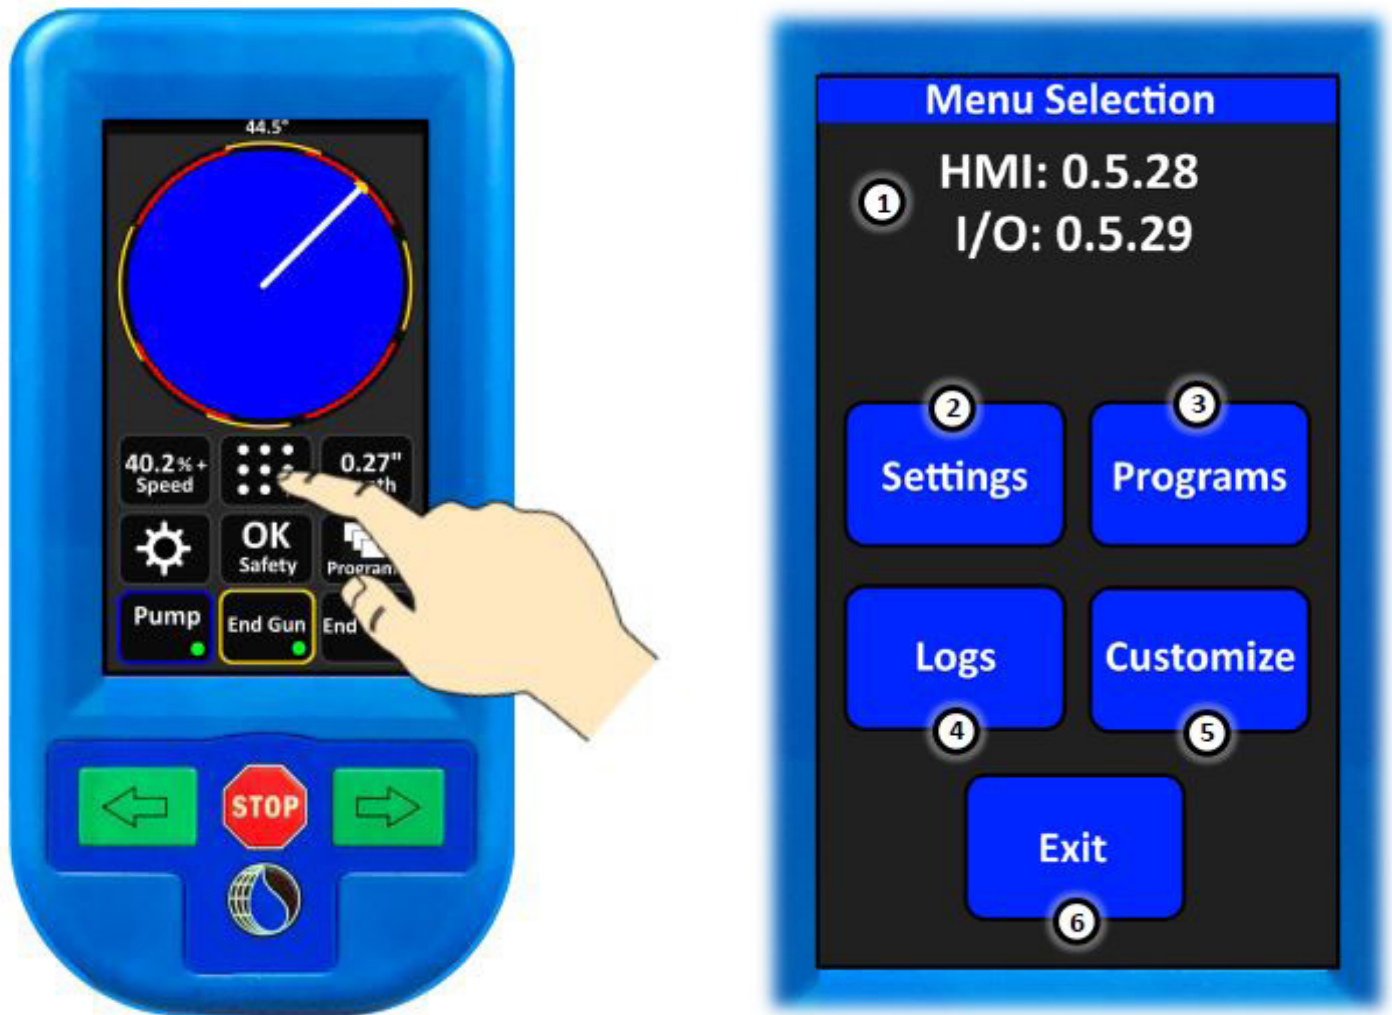 44.5°
40.2% +
Speed
0.27"
OK
Safety
Pump
End Gun
End
STOP
Menu Selection
HMI: 0.5.28
I/O: 0.5.29
1
2
3
Settings
Programs
Logs
Customize
4
5
Exit
6